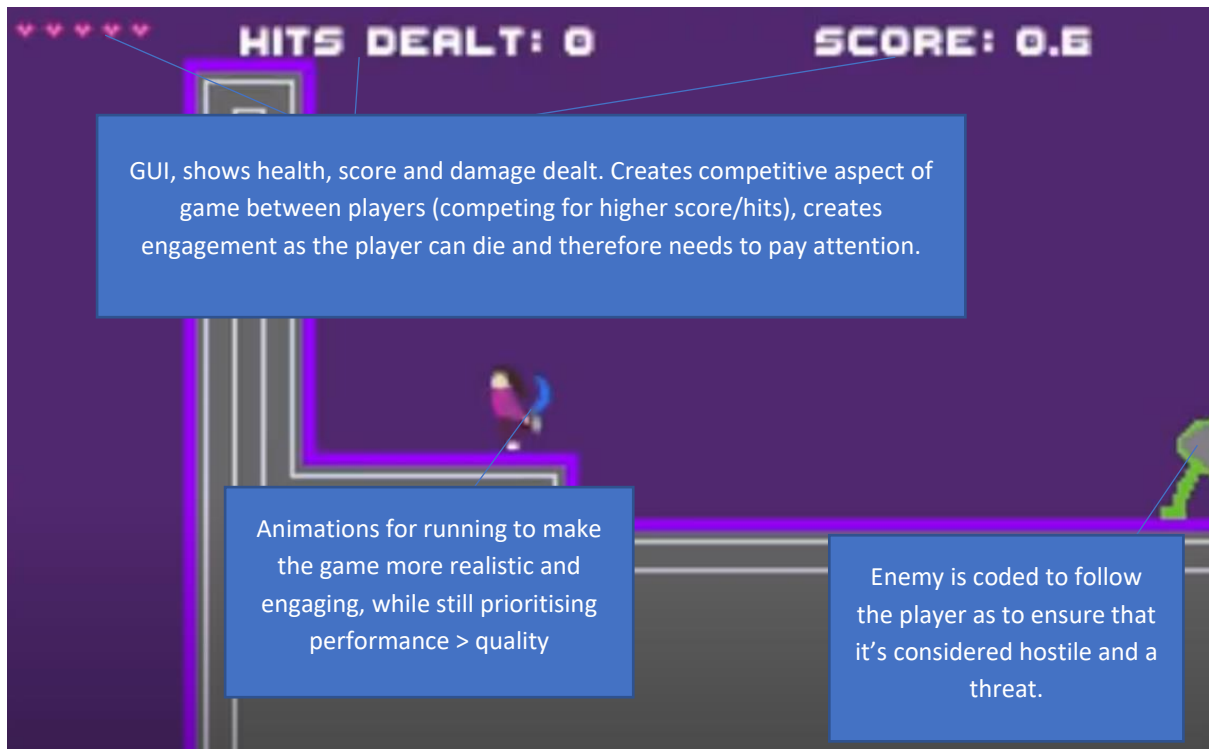 HITS DEALT: 0 SCORE: 0.6
GUI, shows health, score and damage dealt. Creates competitive aspect of
game between players (competing for higher score/hits), creates
engagement as the player can die and therefore needs to pay attention.
Animations for running to make
the game more realistic and
engaging, while still prioritising
performance > quality
Enemy is coded to follow
the player as to ensure that
it's considered hostile and a
threat.